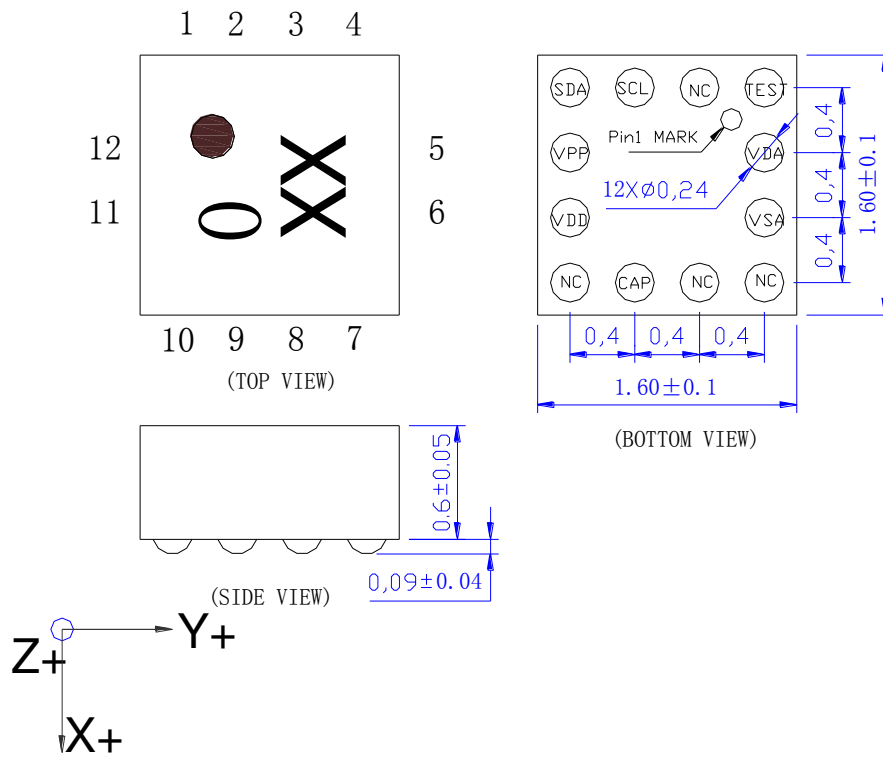 1 2 3 4
12 5
11 6
XX
0
10 9 8 7
(TOP VIEW)
SDA SCL NC TEST
Pin1 MARK
VPP VDA
12XØ0,24
VDD VSA
NC CAP NC NC
0,4
0,4
0,4
1.60±0.1
0,4 0,4 0,4
1.60±0.1
(BOTTOM VIEW)
0.6±0.05
0,09±0.04
(SIDE VIEW)
Y+
Z+
X+